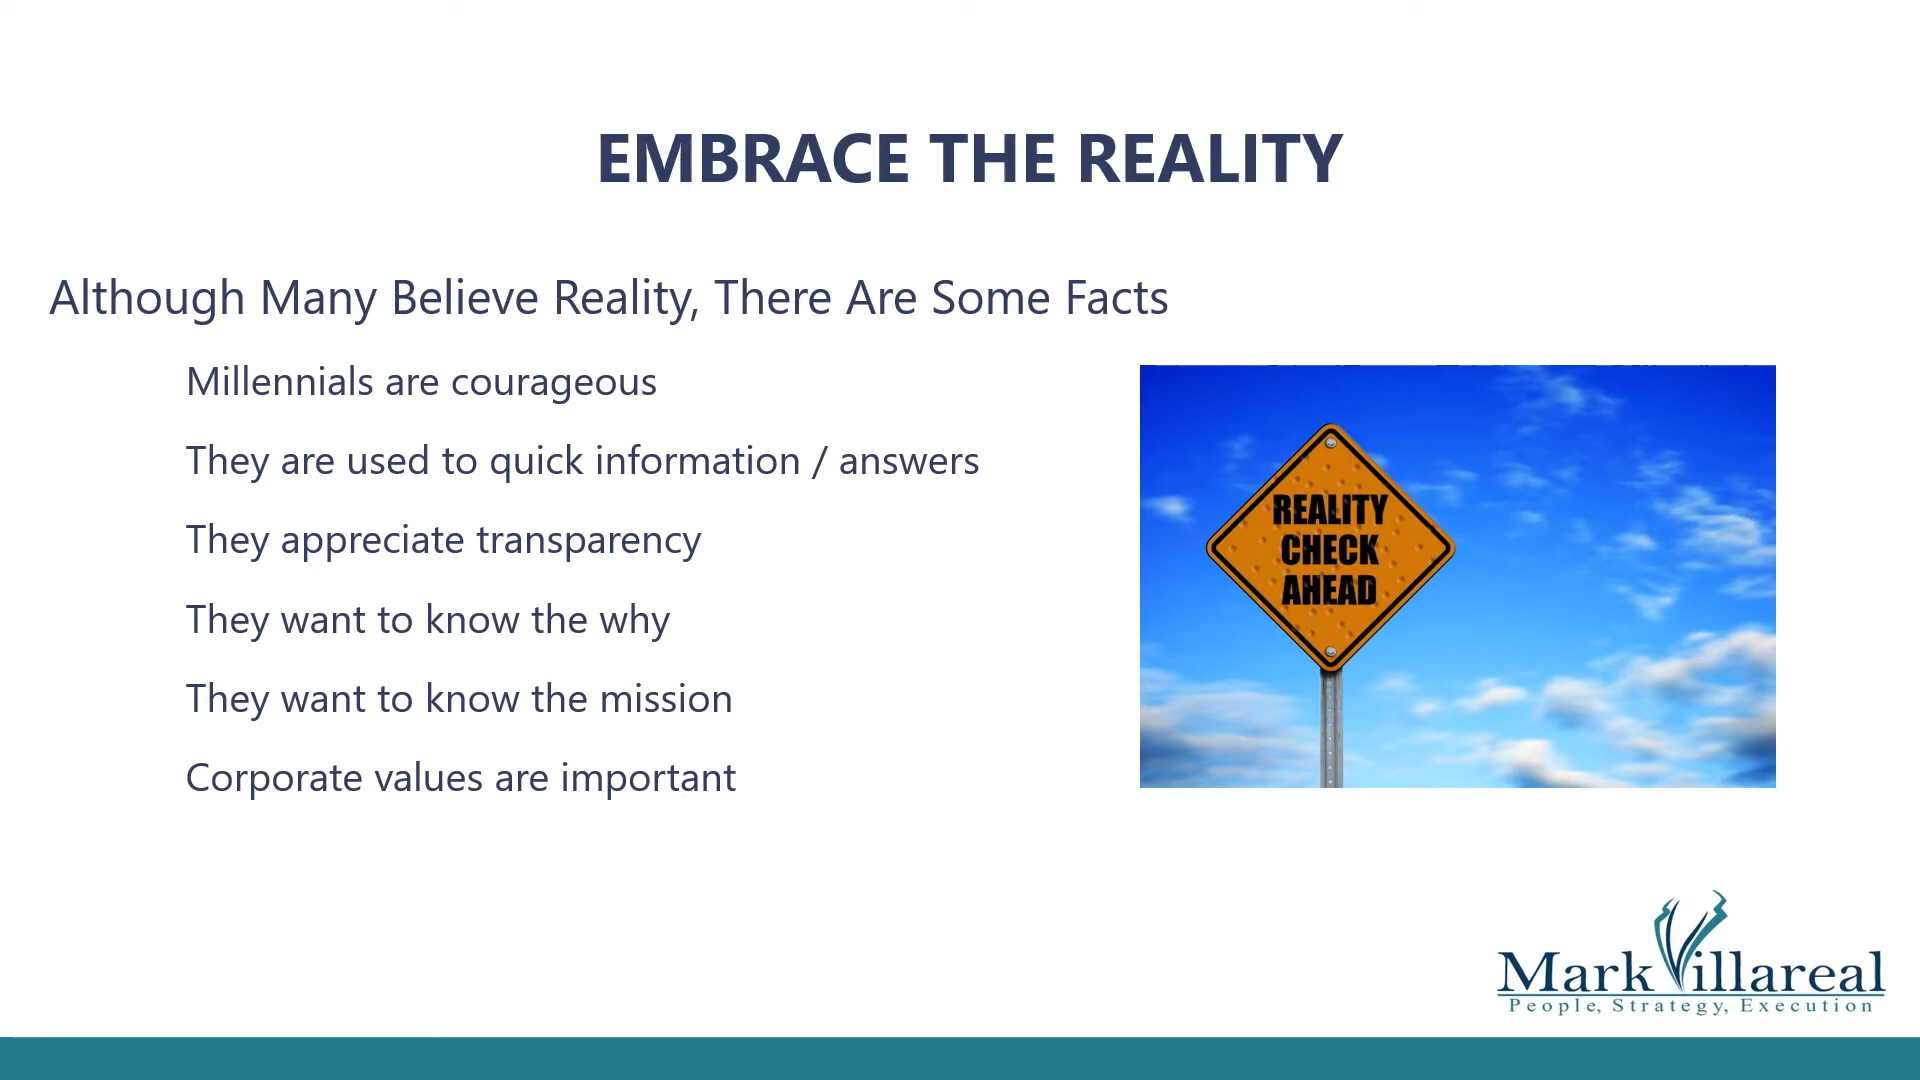 EMBRACE THE REALITY
Although Many Believe Reality, There Are Some Facts
Millennials are courageous
They are used to quick information / answers
They appreciate transparency
They want to know the why
They want to know the mission
Corporate values are important
REALITY
CHECK
AHEAD
Mark Villareal
People, Strategy, Execution